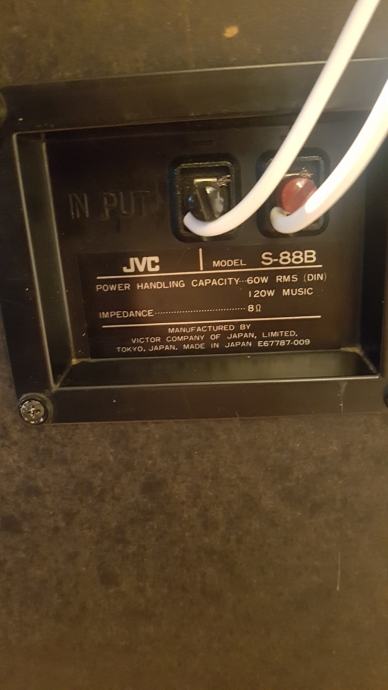 IN PUT
JVC MODEL S-88B
POWER HANDLING CAPACITY···60W RMS (DIN)
120W MUSIC
IMPEDANCE································8Ω
MANUFACTURED BY
VICTOR COMPANY OF JAPAN, LIMITED.
TOKYO, JAPAN, MADE IN JAPAN E67787-009